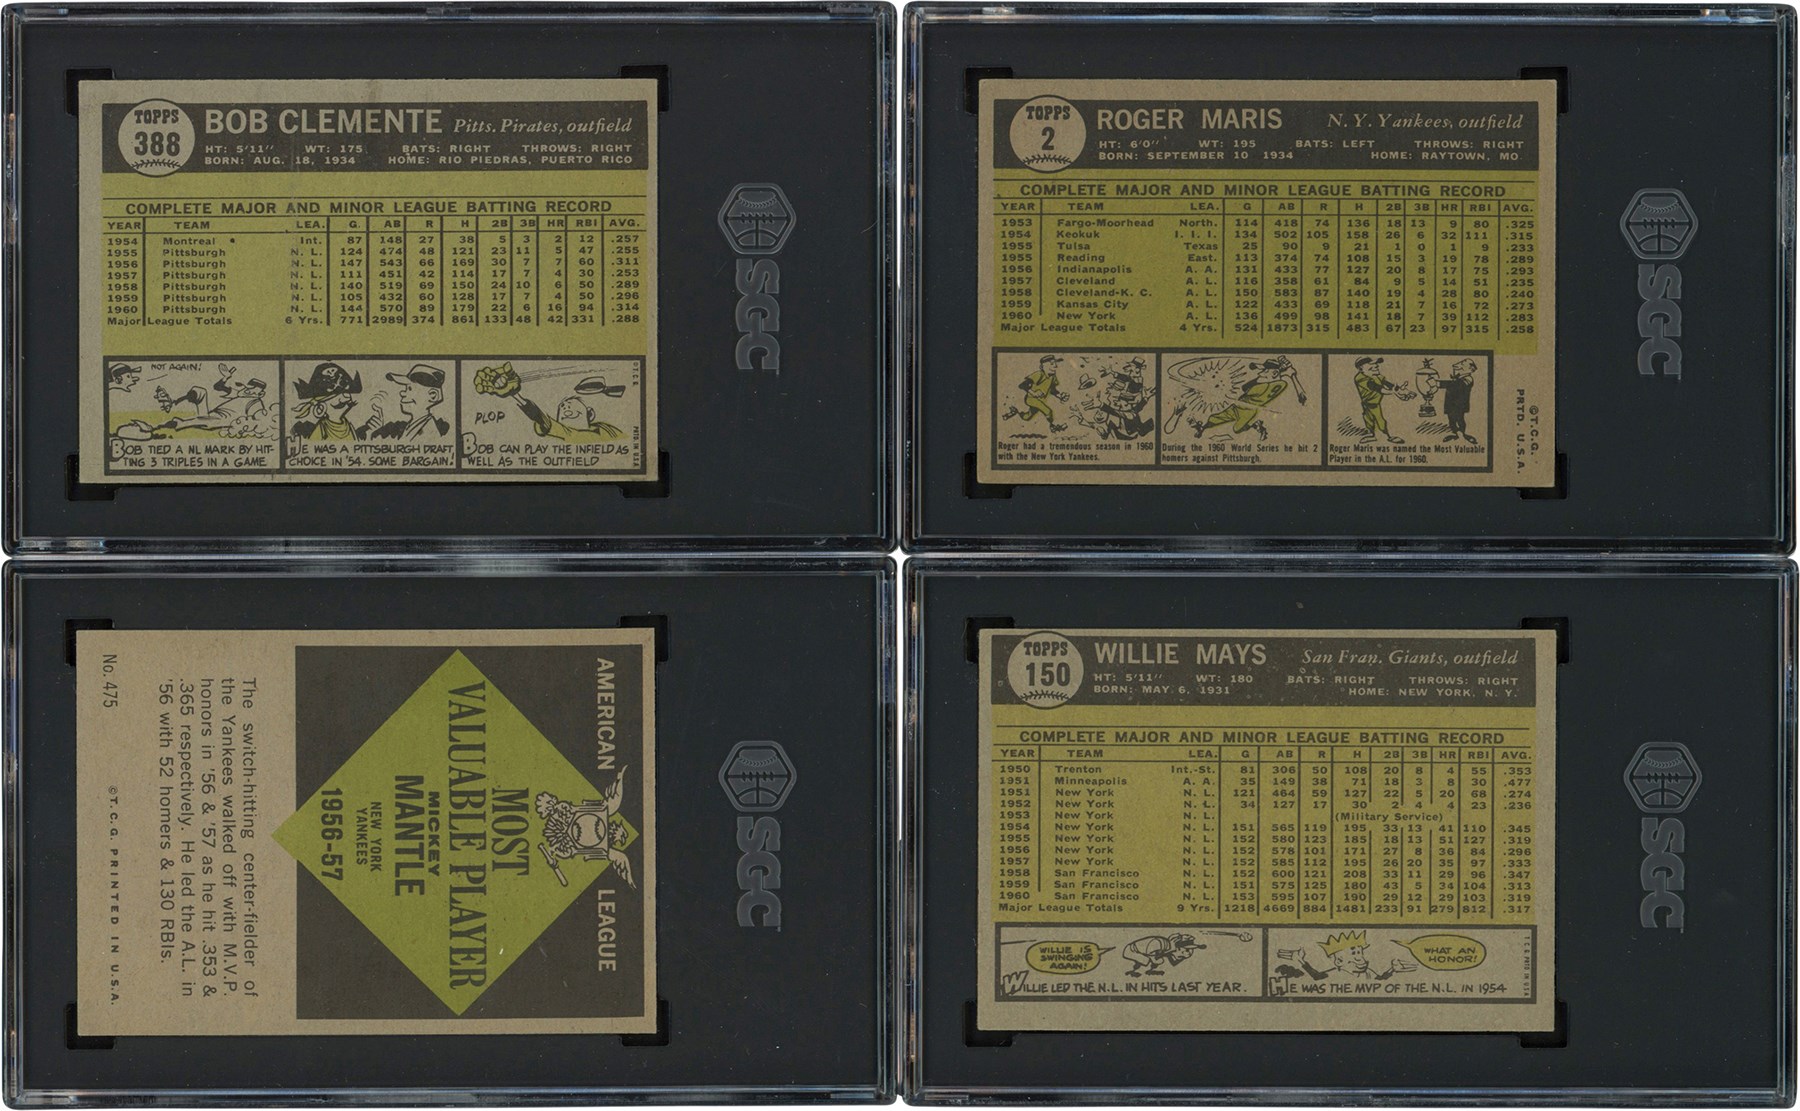 TOPPS
388
BOB CLEMENTE Pitts. Pirates, outfield
HT: 5'11" WT: 175 BATS: RIGHT THROWS: RIGHT
BORN: AUG. 18, 1934 HOME: RIO PIEDRAS, PUERTO RICO
COMPLETE MAJOR AND MINOR LEAGUE BATTING RECORD
YEAR TEAM LEA. G. AB R H 2B 3B HR RBI AVG.
1954 Montreal Int. 87 148 27 38 5 3 2 12 .257
1955 Pittsburgh N. L. 124 474 48 121 23 11 5 47 .255
1956 Pittsburgh N. L. 147 543 66 169 30 7 7 60 .311
1957 Pittsburgh N. L. 111 451 42 114 17 7 4 30 .253
1958 Pittsburgh N. L. 140 519 69 150 24 10 6 50 .289
1959 Pittsburgh N. L. 105 432 60 128 17 7 4 50 .296
1960 Pittsburgh N. L. 144 570 89 179 22 6 16 94 .314
Major League Totals 6 Yrs. 771 2989 374 861 133 48 42 331 .288
NOT AGAIN!
BOB TIED A NL MARK BY HIT-
TING 3 TRIPLES IN A GAME
HE WAS A PITTSBURGH DRAFT
CHOICE IN '54. SOME BARGAIN!
PLOP
BOB CAN PLAY THE INFIELD AS
WELL AS THE OUTFIELD
© T.C.G. PRTD. IN U.S.A.
SGC
TOPPS
2
ROGER MARIS N. Y. Yankees, outfield
HT: 6'0" WT: 195 BATS: LEFT THROWS: RIGHT
BORN: SEPTEMBER 10 1934 HOME: RAYTOWN, MO.
COMPLETE MAJOR AND MINOR LEAGUE BATTING RECORD
YEAR TEAM LEA. G AB R H 2B 3B HR RBI AVG.
1953 Fargo-Moorhead North. 114 418 74 136 18 13 9 80 .325
1954 Keokuk I. I. I. 134 502 105 158 26 6 32 111 .315
1955 Tulsa Texas 25 90 9 21 1 0 1 9 .233
1955 Reading East. 113 374 74 108 15 3 19 78 .289
1956 Indianapolis A. A. 131 433 77 127 20 8 17 75 .293
1957 Cleveland A. L. 116 358 61 84 9 5 14 51 .235
1958 Cleveland-K. C. A. L. 150 583 87 140 19 4 28 80 .240
1959 Kansas City A. L. 122 433 69 118 21 7 16 72 .273
1960 New York A. L. 136 499 98 141 18 7 39 112 .283
Major League Totals 4 Yrs. 524 1873 315 483 67 23 97 315 .258
Roger had a tremendous season in 1960
with the New York Yankees.
During the 1960 World Series he hit 2
homers against Pittsburgh.
Roger Maris was named the Most Valuable
Player in the A.L. for 1960.
© T.C.G.
PRTD. U.S.A.
SGC
AMERICAN LEAGUE
MOST
VALUABLE PLAYER
MICKEY
MANTLE
NEW YORK
YANKEES
1956-57
The switch-hitting center-fielder of
the Yankees walked off with M.V.P.
honors in '56 & '57 as he hit .353 &
.365 respectively. He led the A.L. in
'56 with 52 homers & 130 RBIs.
No. 475
© T.C.G. PRINTED IN U.S.A.
SGC
TOPPS
150
WILLIE MAYS San Fran. Giants, outfield
HT: 5'11" WT: 180 BATS: RIGHT THROWS: RIGHT
BORN: MAY 6, 1931 HOME: NEW YORK, N. Y.
COMPLETE MAJOR AND MINOR LEAGUE BATTING RECORD
YEAR TEAM LEA. G AB R H 2B 3B HR RBI AVG.
1950 Trenton Int.-St. 81 306 50 108 20 8 4 55 .353
1951 Minneapolis A. A. 35 149 38 71 18 3 8 30 .477
1951 New York N. L. 121 464 59 127 22 5 20 68 .274
1952 New York N. L. 34 127 17 30 2 4 4 23 .236
1953 New York N. L. (Military Service)
1954 New York N. L. 151 565 119 195 33 13 41 110 .345
1955 New York N. L. 152 580 123 185 18 13 51 127 .319
1956 New York N. L. 152 578 101 171 27 8 36 84 .296
1957 New York N. L. 152 585 112 195 26 20 35 97 .333
1958 San Francisco N. L. 152 600 121 208 33 11 29 96 .347
1959 San Francisco N. L. 151 575 125 180 43 5 34 104 .313
1960 San Francisco N. L. 153 595 107 190 29 12 29 103 .319
Major League Totals 9 Yrs. 1218 4669 884 1481 233 91 279 812 .317
WILLIE IS
SWINGING
AGAIN!
WILLIE LED THE N.L. IN HITS LAST YEAR.
WHAT AN
HONOR!
HE WAS THE MVP OF THE N.L. IN 1954
T.C.G. PRTD. IN U.S.A.
SGC